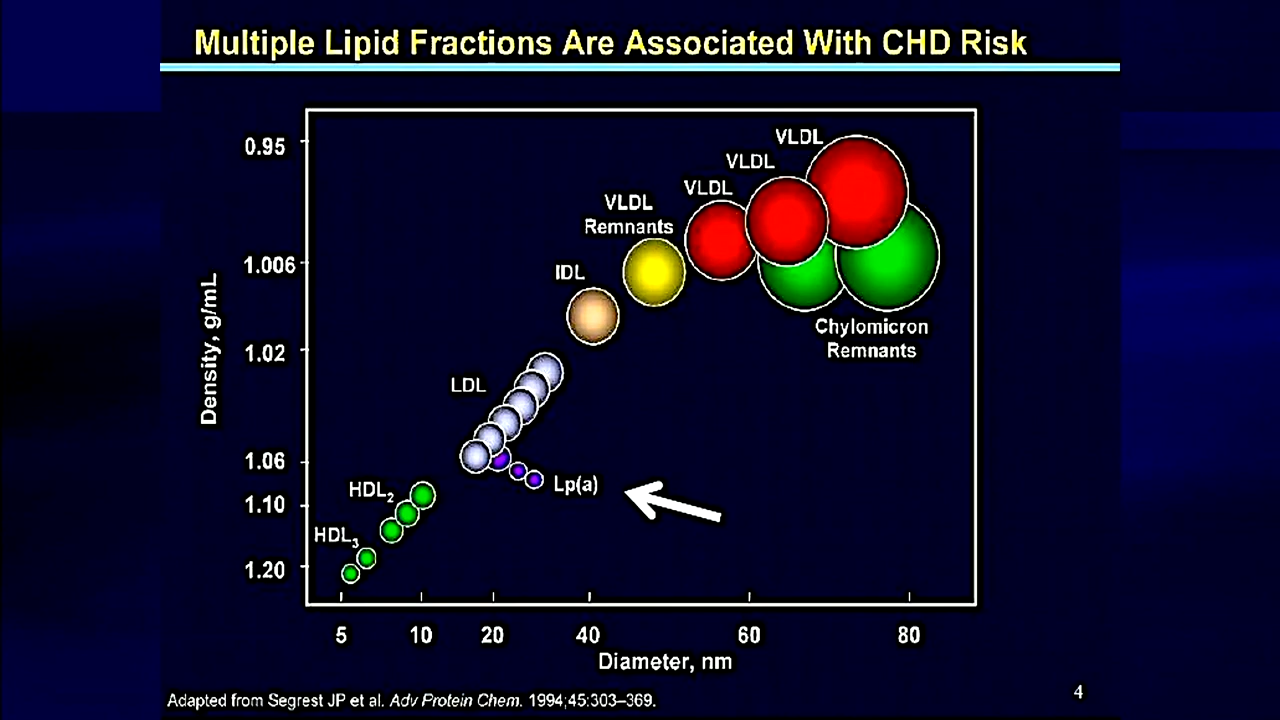 Multiple Lipid Fractions Are Associated With CHD Risk
VLDL
VLDL
VLDL
VLDL
Remnants
IDL
LDL
HDL2
HDL3
Lp(a)
Chylomicron
Remnants
0.95
1.006
1.02
1.06
1.10
1.20
Density, g/mL
5 10 20 40 60 80
Diameter, nm
Adapted from Segrest JP et al. Adv Protein Chem. 1994;45:303–369.
4